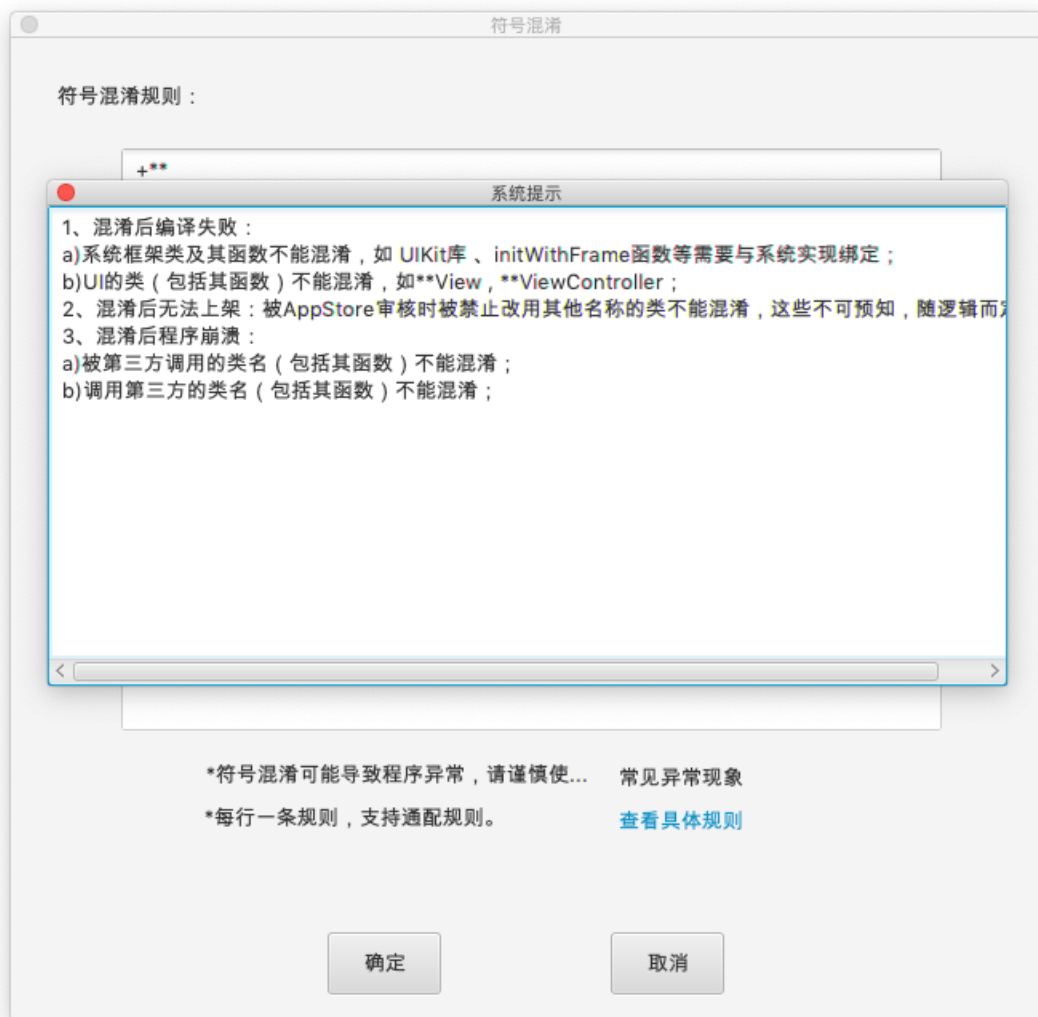 符号混淆
符号混淆规则：
+**
系统提示
1、混淆后编译失败：
a)系统框架类及其函数不能混淆，如 UIKit库 、initWithFrame函数等需要与系统实现绑定；
b)UI的类（包括其函数）不能混淆，如**View，**ViewController；
2、混淆后无法上架：被AppStore审核时被禁止改用其他名称的类不能混淆，这些不可预知，随逻辑而
3、混淆后程序崩溃：
a)被第三方调用的类名（包括其函数）不能混淆；
b)调用第三方的类名（包括其函数）不能混淆；
*符号混淆可能导致程序异常，请谨慎使...
常见异常现象
*每行一条规则，支持通配规则。
查看具体规则
确定
取消